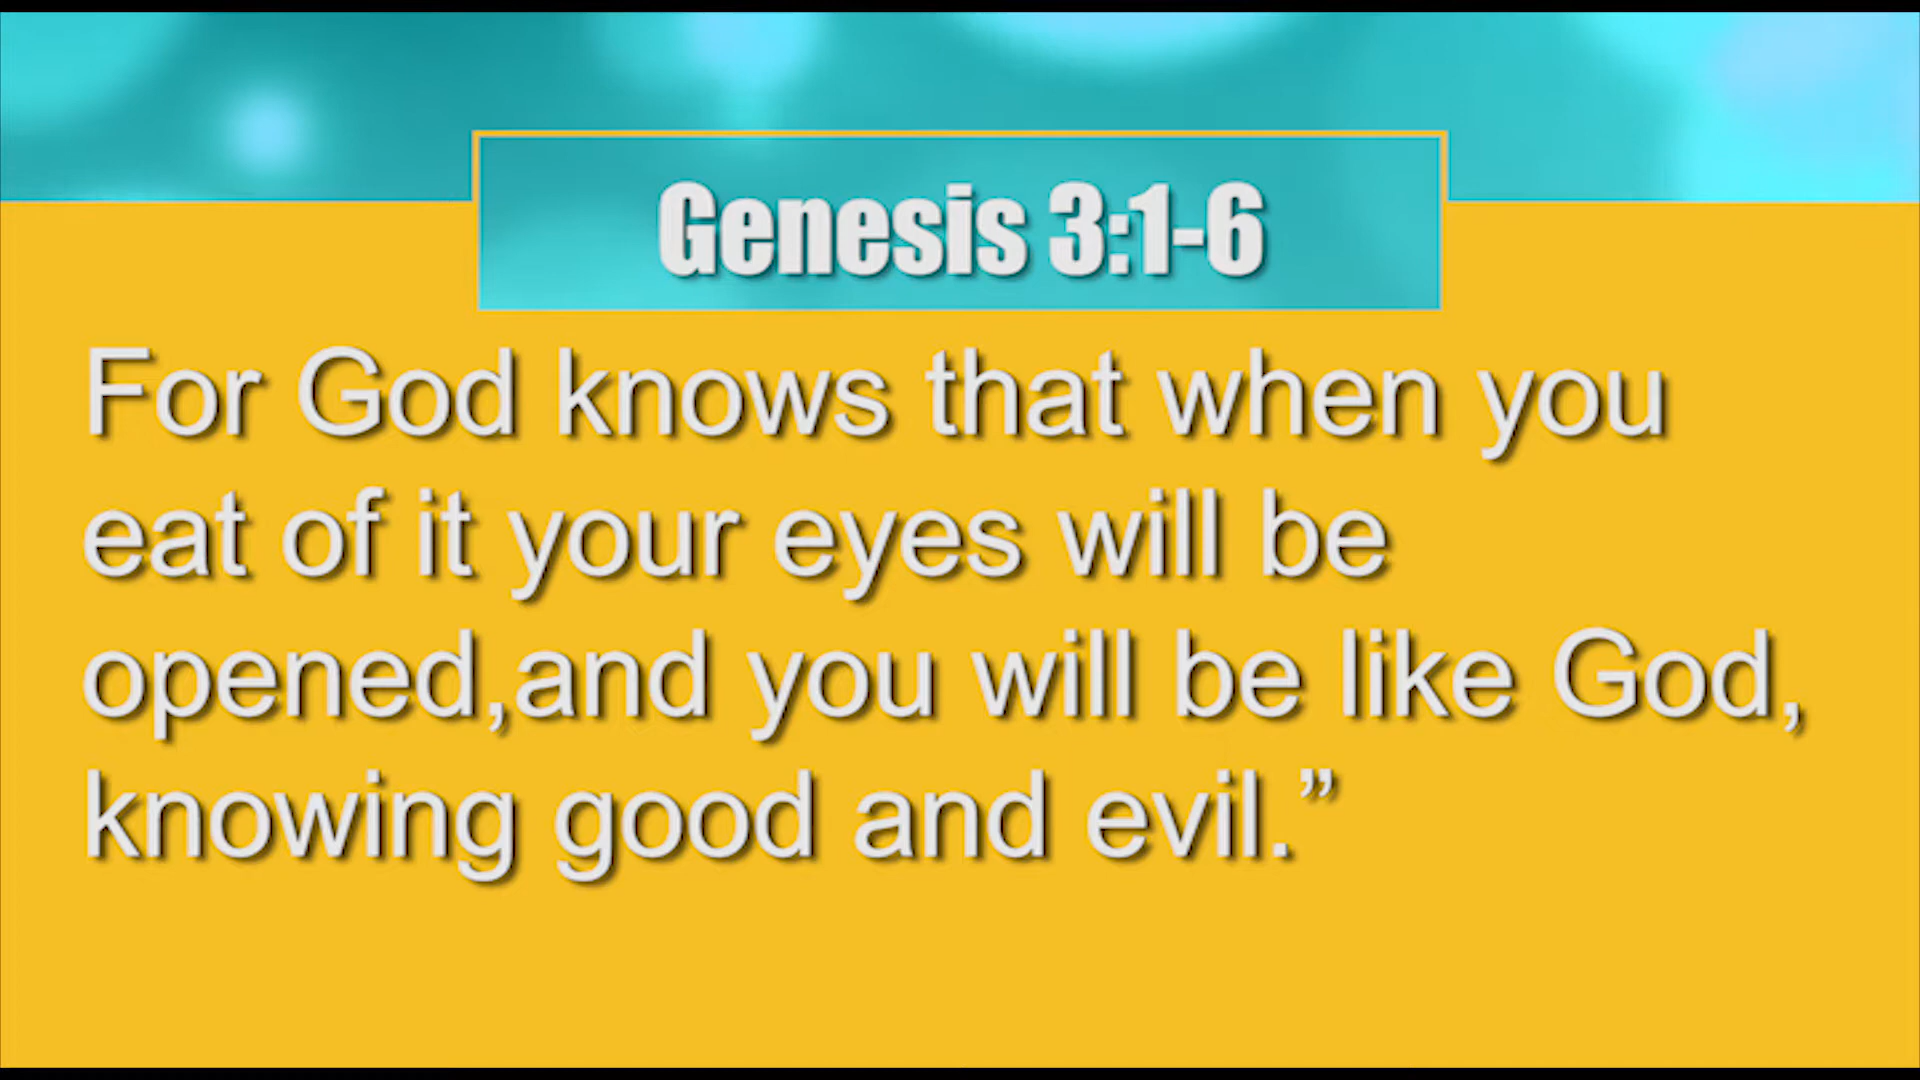 Genesis 3:1-6
For God knows that when you
eat of it your eyes will be
opened,and you will be like God,
knowing good and evil.”